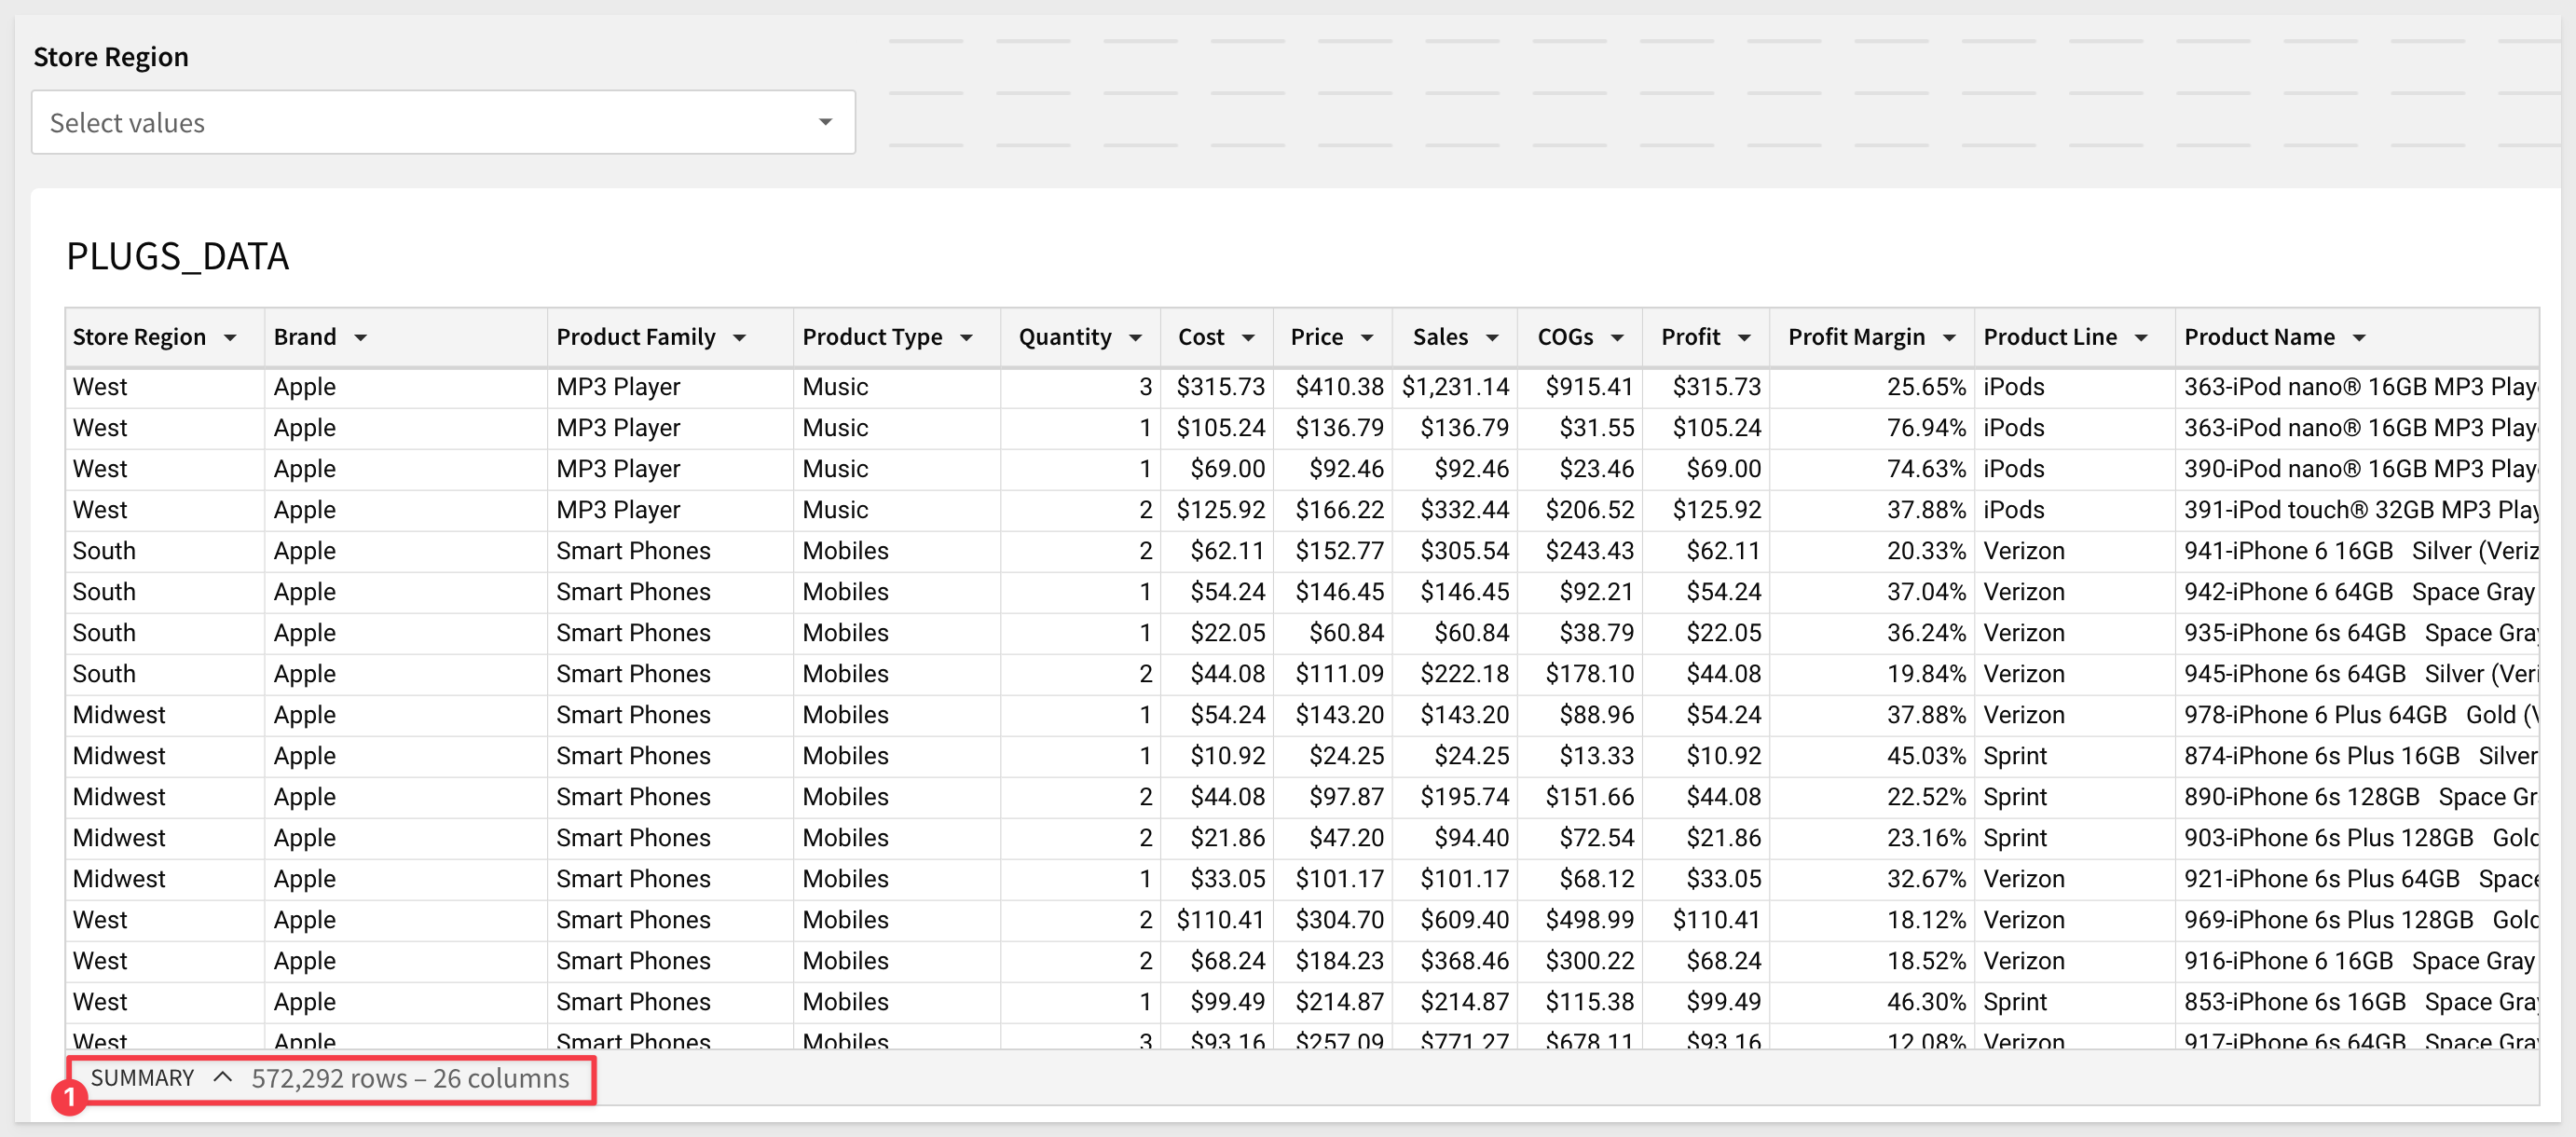 Store Region
Select values
PLUGS_DATA
Store Region Brand Product Family Product Type Quantity Cost Price Sales COGs Profit Profit Margin Product Line Product Name
West Apple MP3 Player Music 3 $315.73 $410.38 $1,231.14 $915.41 $315.73 25.65% iPods 363-iPod nano® 16GB MP3 Play
West Apple MP3 Player Music 1 $105.24 $136.79 $136.79 $31.55 $105.24 76.94% iPods 363-iPod nano® 16GB MP3 Play
West Apple MP3 Player Music 1 $69.00 $92.46 $92.46 $23.46 $69.00 74.63% iPods 390-iPod nano® 16GB MP3 Play
West Apple MP3 Player Music 2 $125.92 $166.22 $332.44 $206.52 $125.92 37.88% iPods 391-iPod touch® 32GB MP3 Play
South Apple Smart Phones Mobiles 2 $62.11 $152.77 $305.54 $243.43 $62.11 20.33% Verizon 941-iPhone 6 16GB Silver (Veriz
South Apple Smart Phones Mobiles 1 $54.24 $146.45 $146.45 $92.21 $54.24 37.04% Verizon 942-iPhone 6 64GB Space Gray
South Apple Smart Phones Mobiles 1 $22.05 $60.84 $60.84 $38.79 $22.05 36.24% Verizon 935-iPhone 6s 64GB Space Gray
South Apple Smart Phones Mobiles 2 $44.08 $111.09 $222.18 $178.10 $44.08 19.84% Verizon 945-iPhone 6s 64GB Silver (Veri
Midwest Apple Smart Phones Mobiles 1 $54.24 $143.20 $143.20 $88.96 $54.24 37.88% Verizon 978-iPhone 6 Plus 64GB Gold (V
Midwest Apple Smart Phones Mobiles 1 $10.92 $24.25 $24.25 $13.33 $10.92 45.03% Sprint 874-iPhone 6s Plus 16GB Silver
Midwest Apple Smart Phones Mobiles 2 $44.08 $97.87 $195.74 $151.66 $44.08 22.52% Sprint 890-iPhone 6s 128GB Space Gr
Midwest Apple Smart Phones Mobiles 2 $21.86 $47.20 $94.40 $72.54 $21.86 23.16% Sprint 903-iPhone 6s Plus 128GB Gold
Midwest Apple Smart Phones Mobiles 1 $33.05 $101.17 $101.17 $68.12 $33.05 32.67% Verizon 921-iPhone 6s Plus 64GB Space
West Apple Smart Phones Mobiles 2 $110.41 $304.70 $609.40 $498.99 $110.41 18.12% Verizon 969-iPhone 6s Plus 128GB Gold
West Apple Smart Phones Mobiles 2 $68.24 $184.23 $368.46 $300.22 $68.24 18.52% Verizon 916-iPhone 6 16GB Space Gray
West Apple Smart Phones Mobiles 1 $99.49 $214.87 $214.87 $115.38 $99.49 46.30% Sprint 853-iPhone 6s 16GB Space Gray
West Apple Smart Phones Mobiles 3 $93.16 $257.09 $771.27 $678.11 $93.16 12.08% Verizon 917-iPhone 6s 64GB Space Gray
SUMMARY 572,292 rows – 26 columns
1